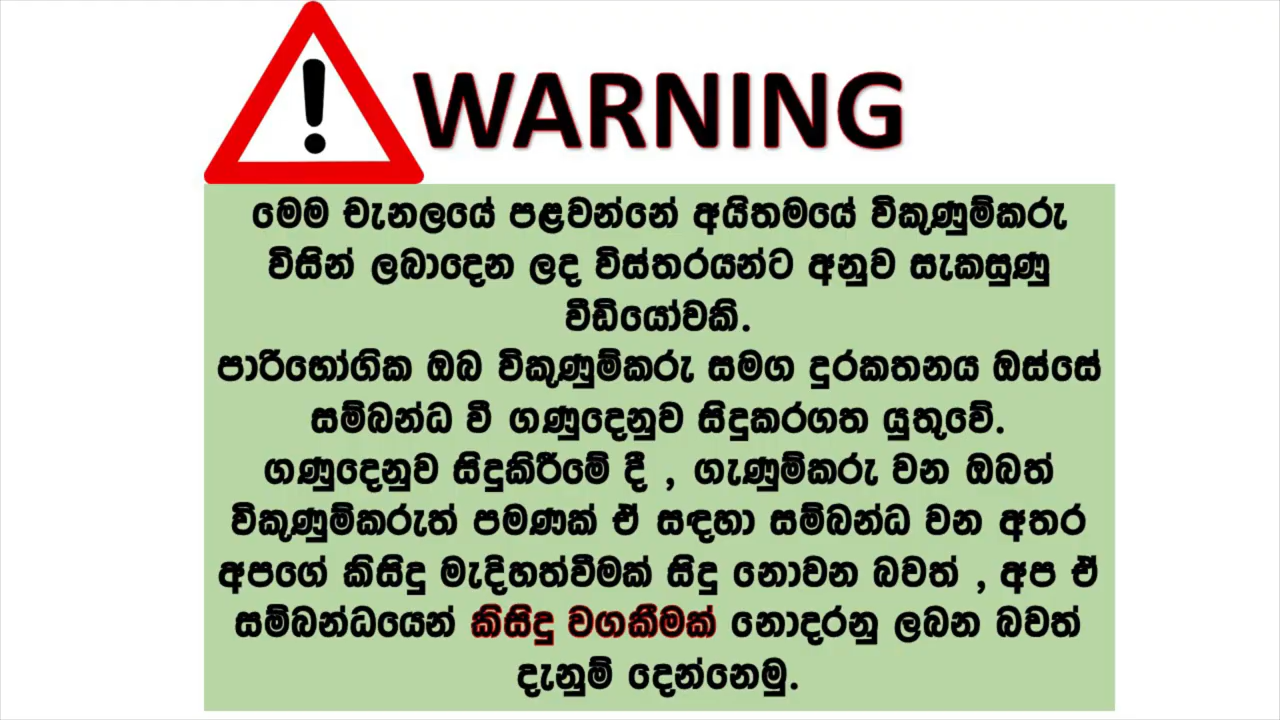 WARNING
මෙම චැනලයේ පළවන්නේ අයිතමයේ විකුණුම්කරු
විසින් ලබාදෙන ලද විස්තරයන්ට අනුව සැකසුණු
වීඩියෝවකි.
පාරිභෝගික ඔබ විකුණුම්කරු සමග දුරකතනය ඔස්සේ
සම්බන්ධ වී ගණුදෙනුව සිදුකරගත යුතුවේ.
ගණුදෙනුව සිදුකිරීමේ දී , ගැණුම්කරු වන ඔබත්
විකුණුම්කරුත් පමණක් ඒ සඳහා සම්බන්ධ වන අතර
අපගේ කිසිදු මැදිහත්වීමක් සිදු නොවන බවත් , අප ඒ
සම්බන්ධයෙන් කිසිදු වගකීමක් නොදරනු ලබන බවත්
දැනුම් දෙන්නෙමු.